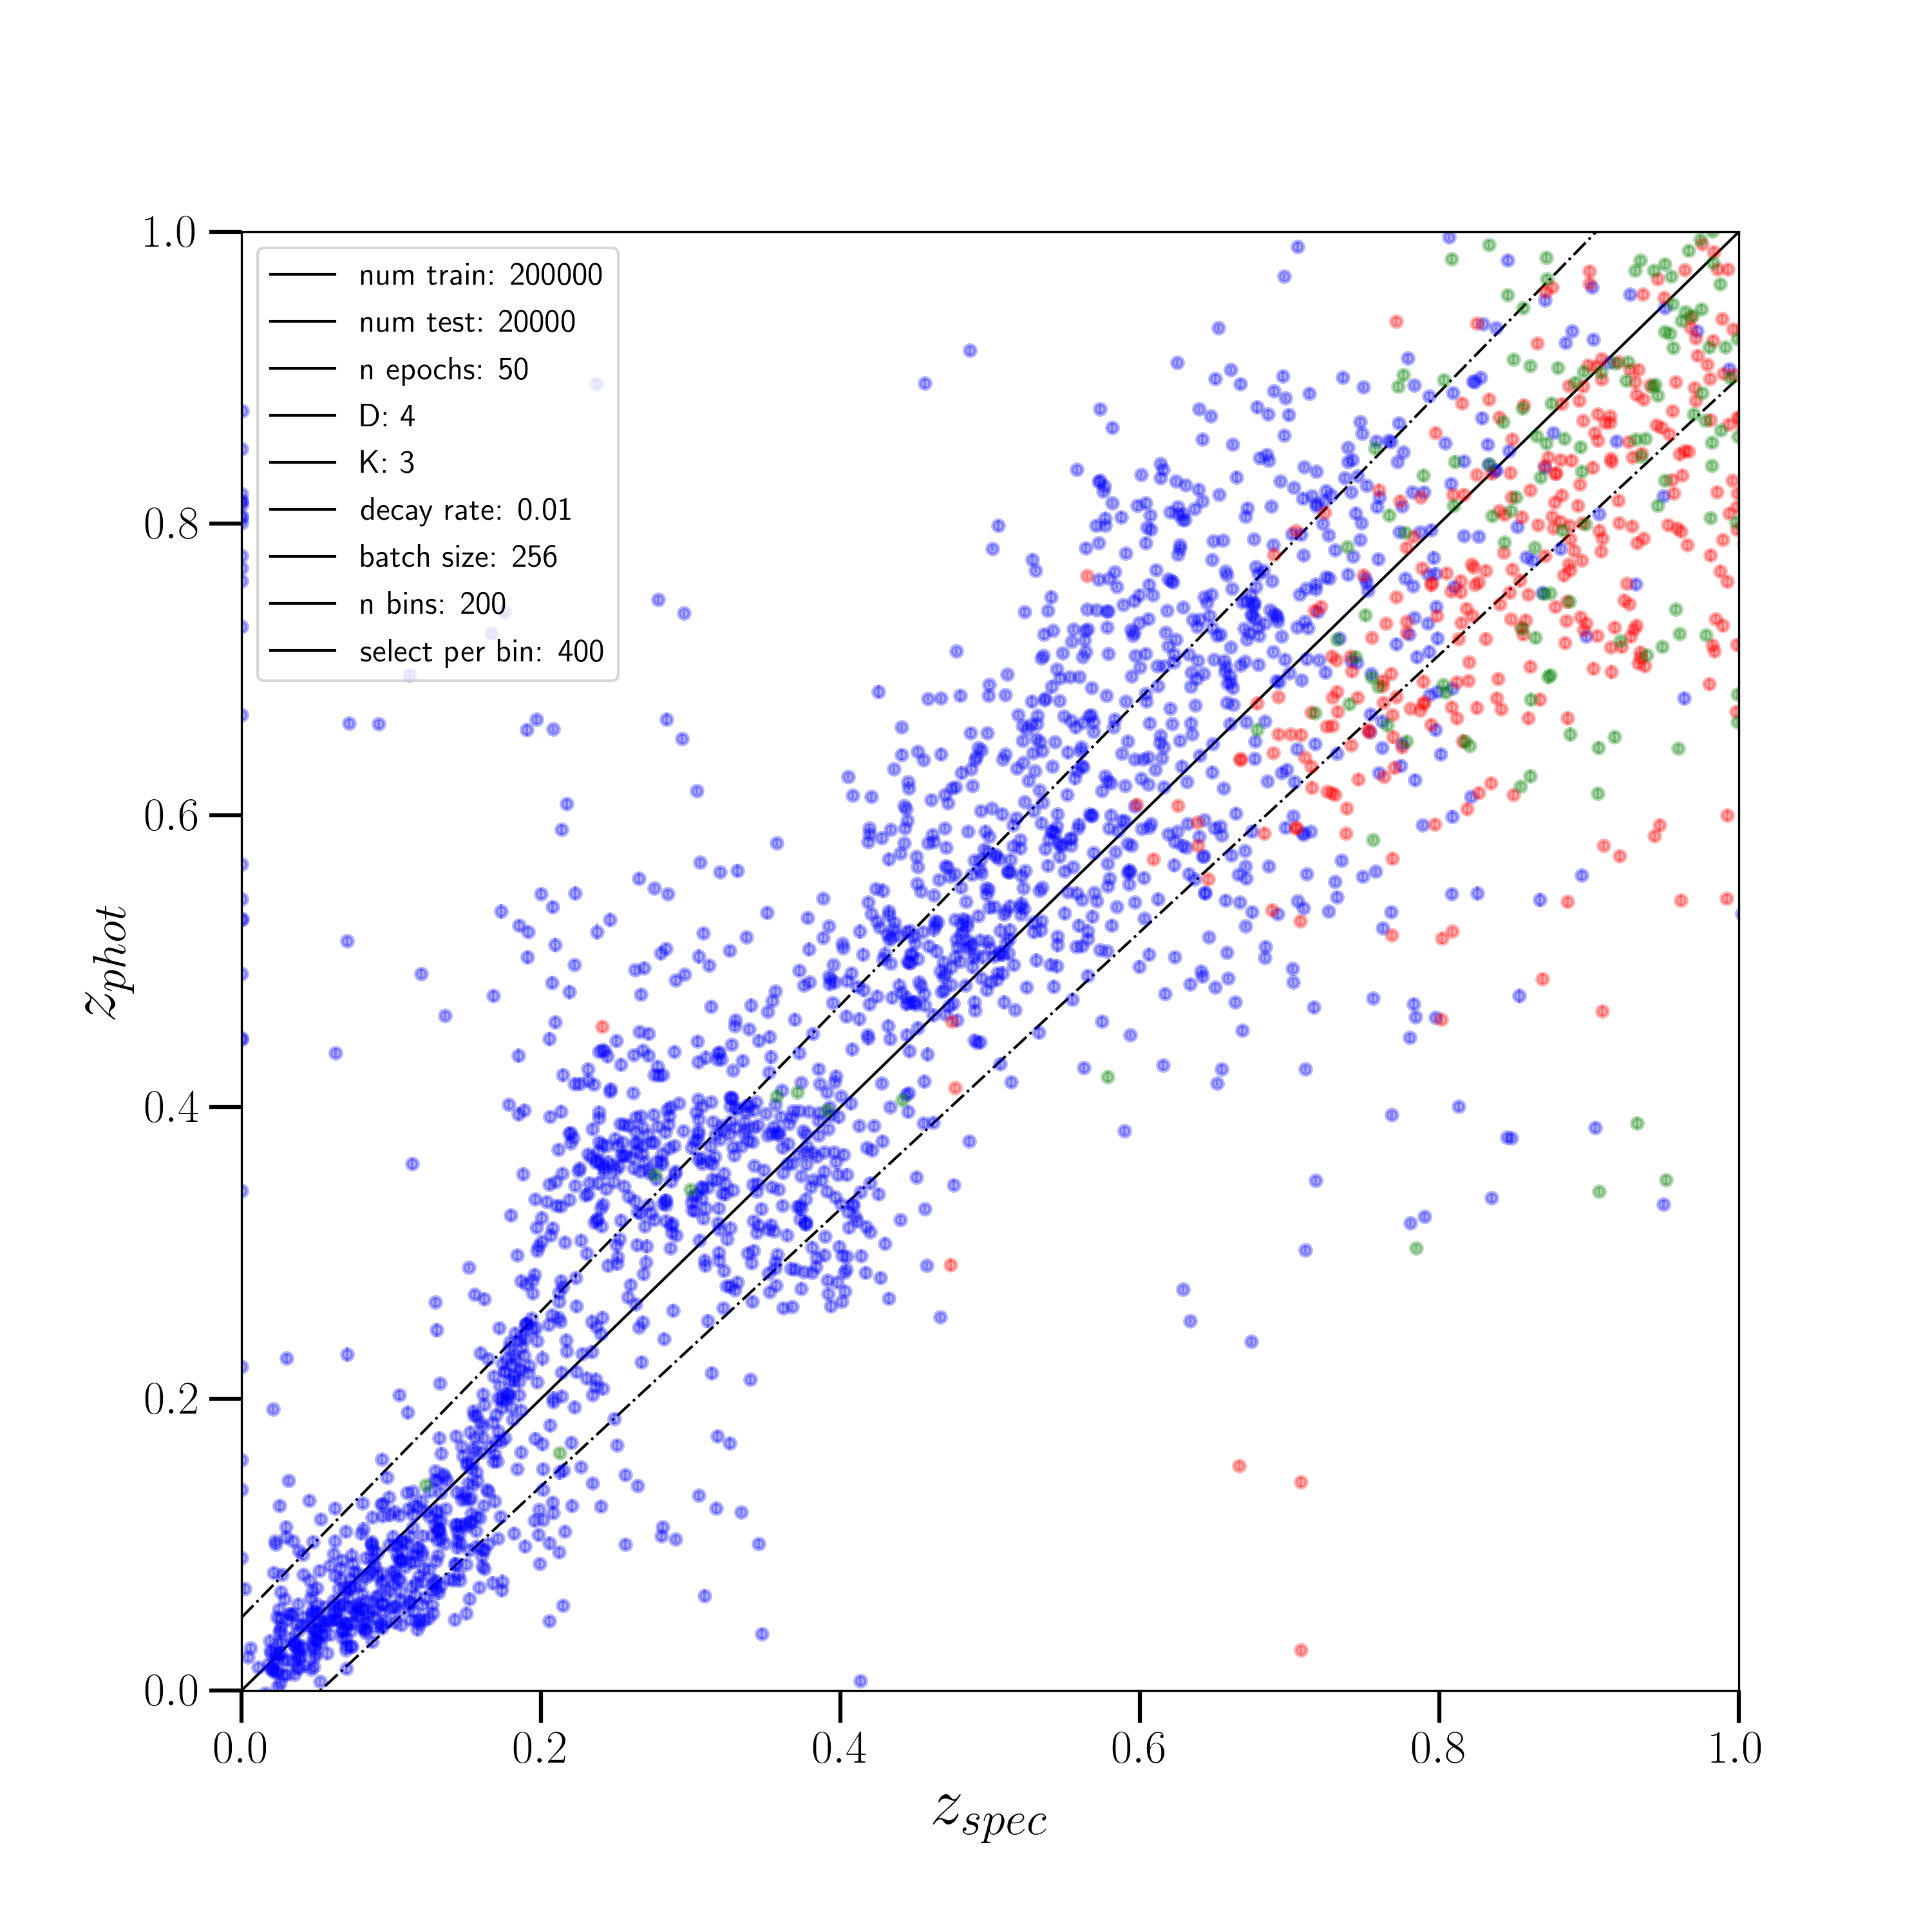 1.0
num train: 200000
num test: 20000
n epochs: 50
D: 4
K: 3
decay rate: 0.01
batch size: 256
n bins: 200
select per bin: 400
0.8
0.6
zphot
0.4
0.2
0.0
0.0 0.2 0.4 0.6 0.8 1.0
zspec